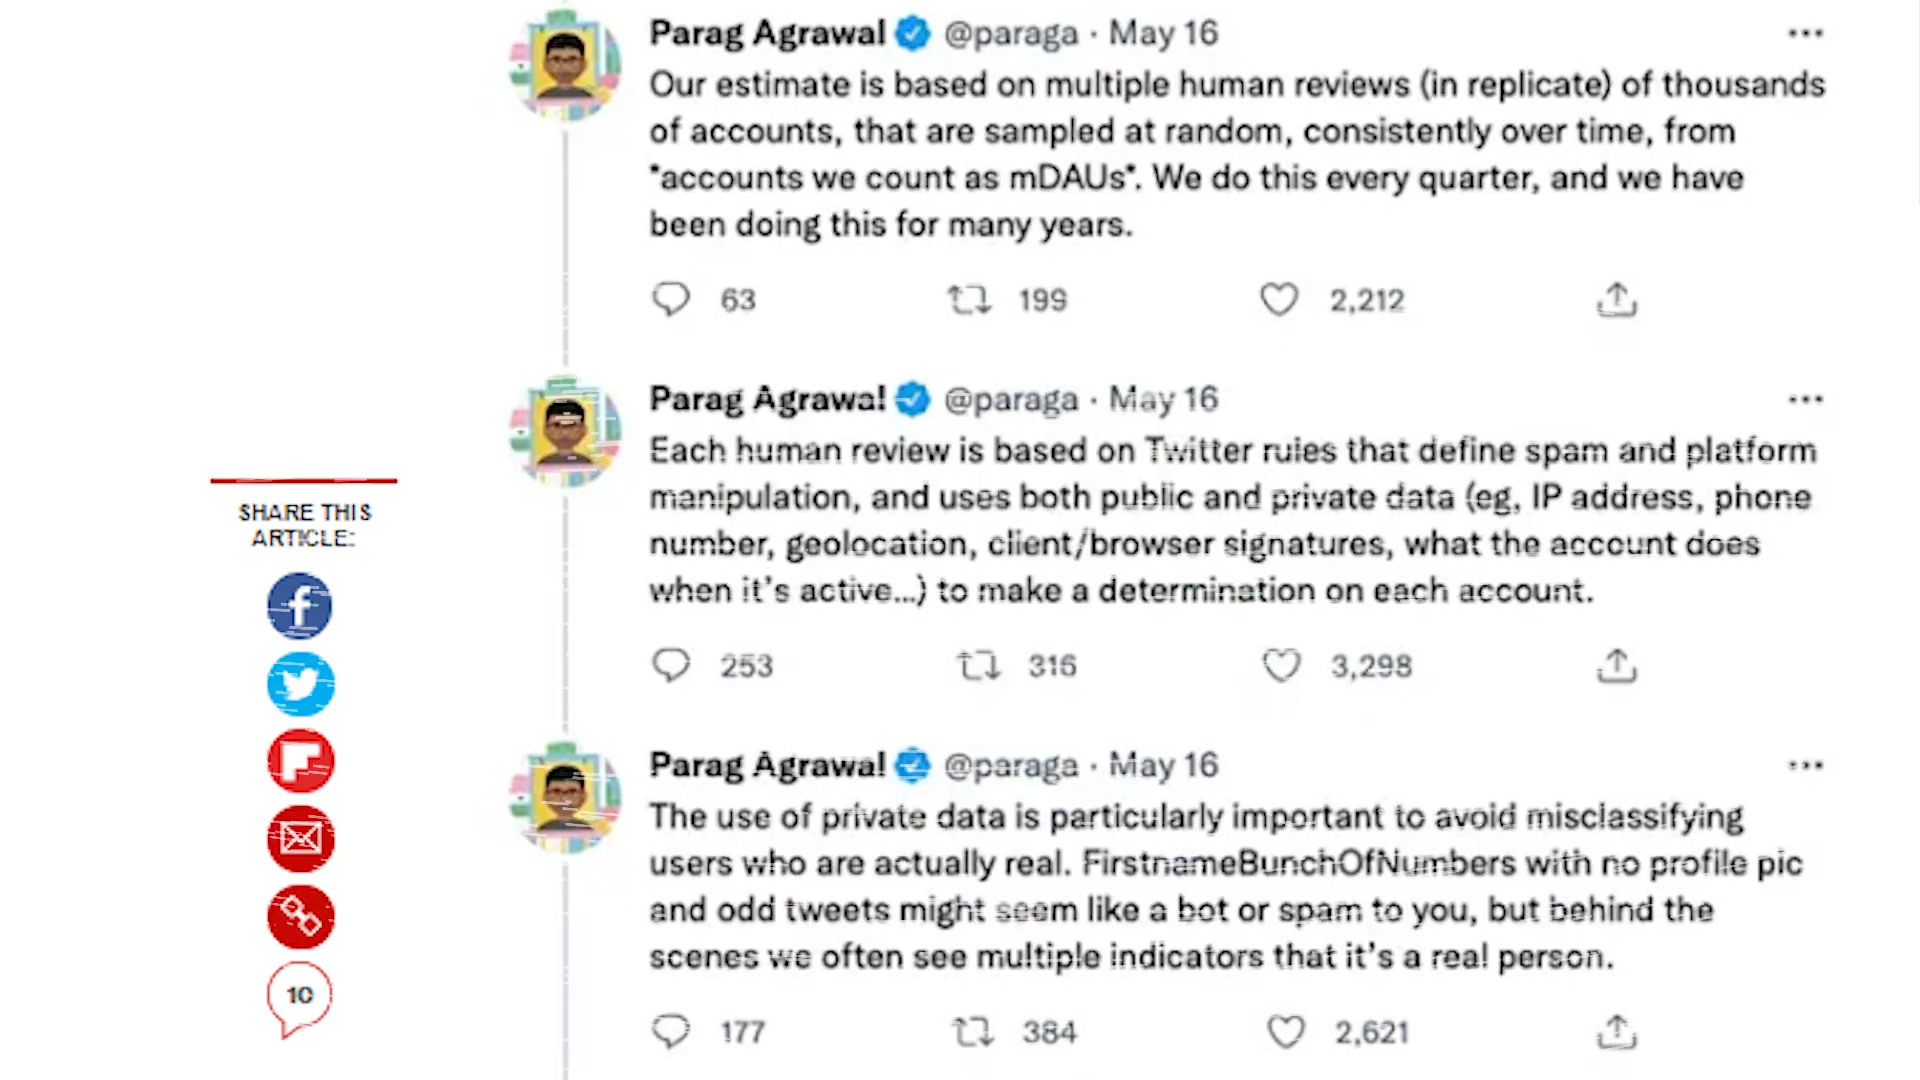 Parag Agrawal @paraga · May 16 ...
Our estimate is based on multiple human reviews (in replicate) of thousands
of accounts, that are sampled at random, consistently over time, from
*accounts we count as mDAUs*. We do this every quarter, and we have
been doing this for many years.
63 199 2,212
Parag Agrawal @paraga · May 16 ...
Each human review is based on Twitter rules that define spam and platform
manipulation, and uses both public and private data (eg, IP address, phone
number, geolocation, client/browser signatures, what the account does
when it's active...) to make a determination on each account.
253 316 3,298
Parag Agrawal @paraga · May 16 ...
The use of private data is particularly important to avoid misclassifying
users who are actually real. FirstnameBunchOfNumbers with no profile pic
and odd tweets might seem like a bot or spam to you, but behind the
scenes we often see multiple indicators that it's a real person.
177 384 2,621
SHARE THIS
ARTICLE:
10